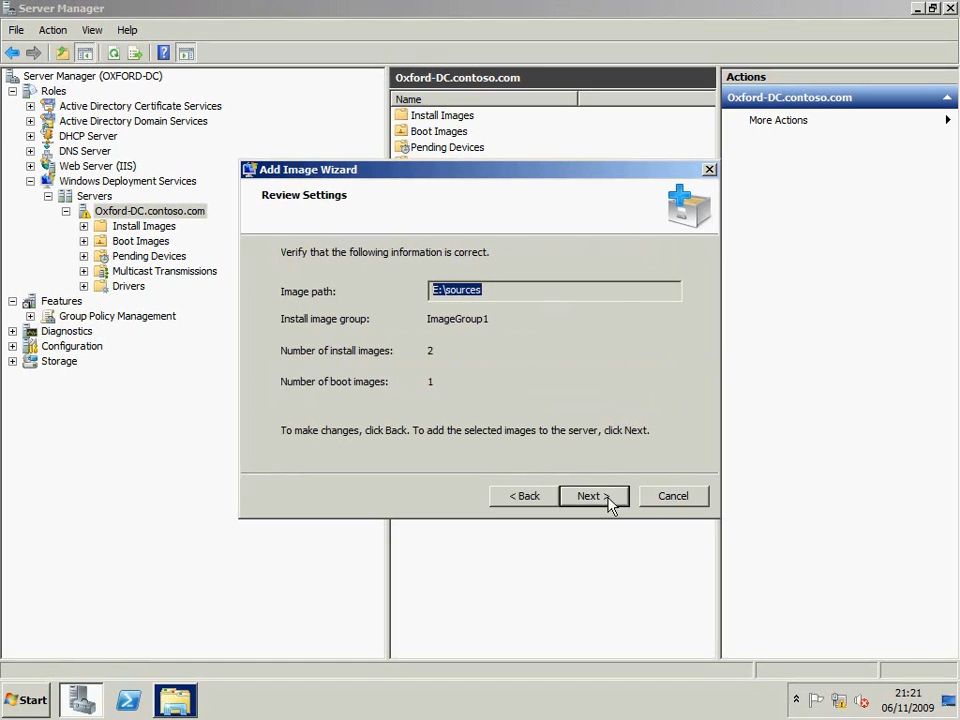 Server Manager
File Action View Help
Server Manager (OXFORD-DC)
Roles
Active Directory Certificate Services
Active Directory Domain Services
DHCP Server
DNS Server
Web Server (IIS)
Windows Deployment Services
Servers
Oxford-DC.contoso.com
Install Images
Boot Images
Pending Devices
Multicast Transmissions
Drivers
Features
Group Policy Management
Diagnostics
Configuration
Storage
Oxford-DC.contoso.com
Name
Install Images
Boot Images
Pending Devices
Actions
Oxford-DC.contoso.com
More Actions
Add Image Wizard
Review Settings
Verify that the following information is correct.
Image path: E:\sources
Install image group: ImageGroup1
Number of install images: 2
Number of boot images: 1
To make changes, click Back. To add the selected images to the server, click Next.
< Back Next > Cancel
Start
21:21
06/11/2009